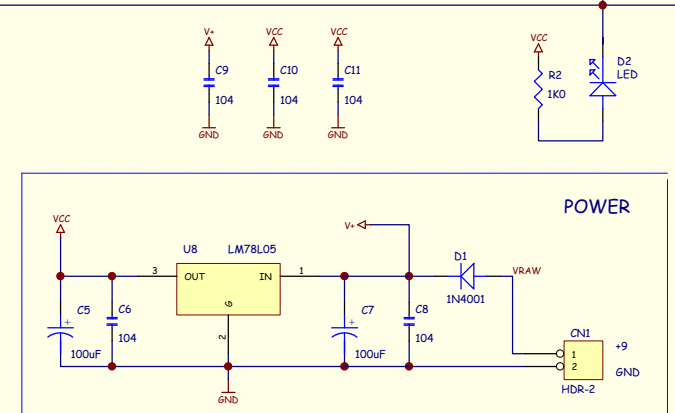 V+
VCC
VCC
VCC
C9
C10
C11
R2
D2
LED
104
104
104
1K0
GND
GND
GND
POWER
VCC
V+
U8
LM78L05
D1
3
OUT
IN
1
VRAW
1N4001
C5
C6
G
C7
C8
+
+
104
2
104
CN1
100uF
100uF
1
+9
2
GND
HDR-2
GND